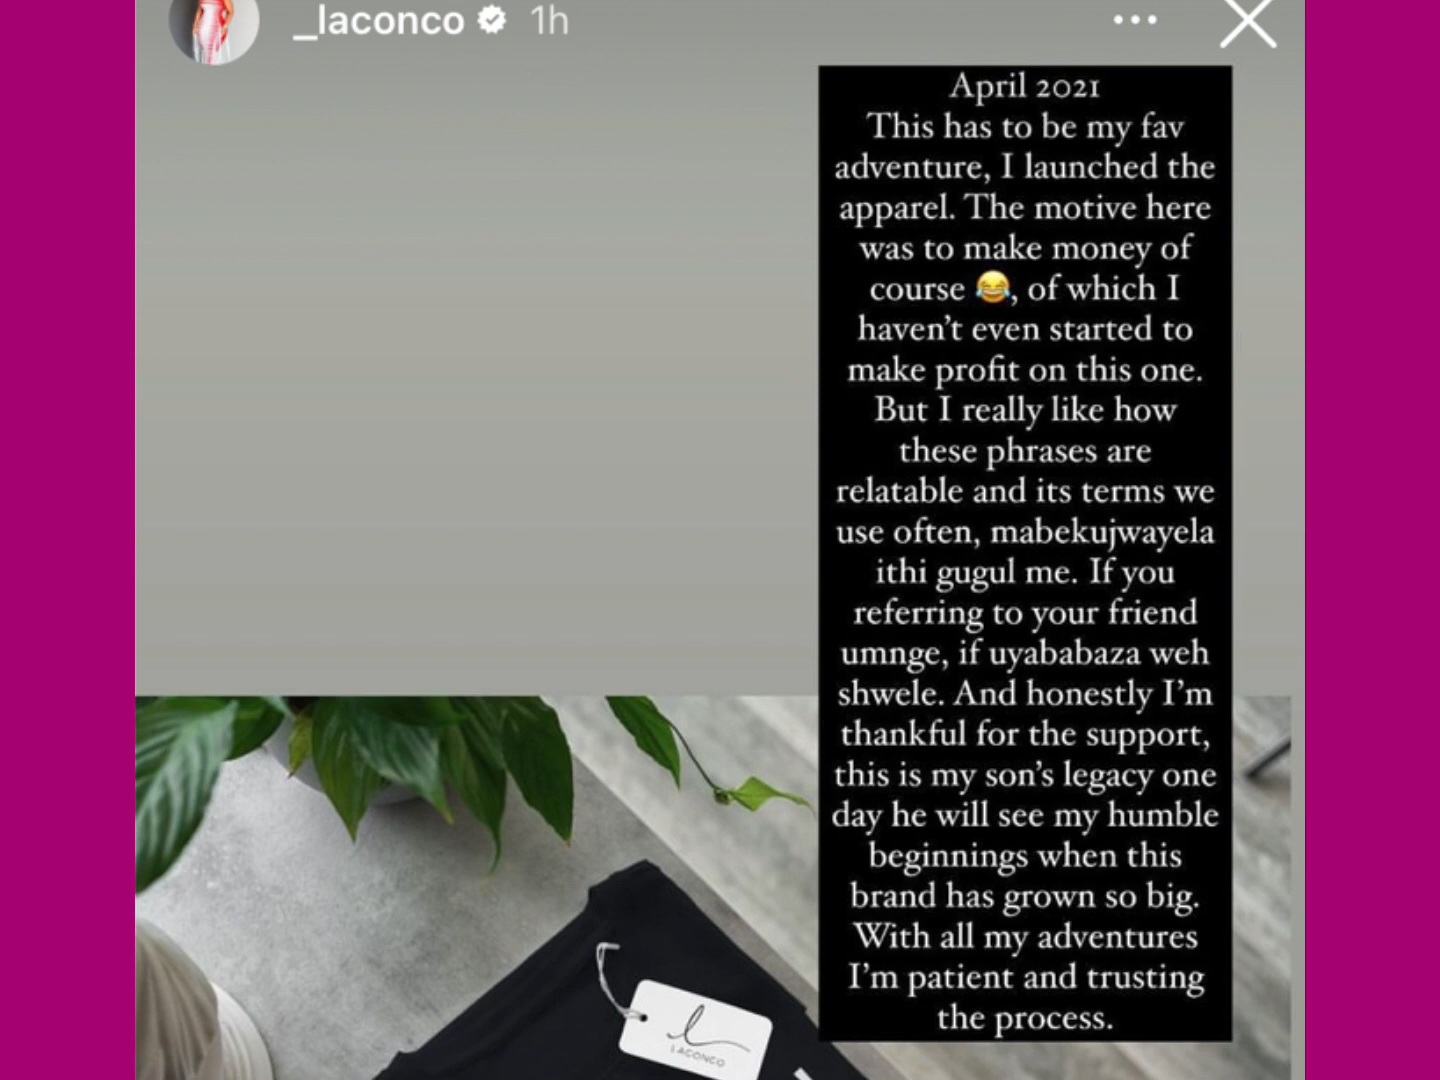 _laconco 1h
April 2021
This has to be my fav
adventure, I launched the
apparel. The motive here
was to make money of
course 😂, of which I
haven't even started to
make profit on this one.
But I really like how
these phrases are
relatable and its terms we
use often, mabekujwayela
ithi gugul me. If you
referring to your friend
umnge, if uyababaza weh
shwele. And honestly I'm
thankful for the support,
this is my son's legacy one
day he will see my humble
beginnings when this
brand has grown so big.
With all my adventures
I'm patient and trusting
the process.
l
LACONCO